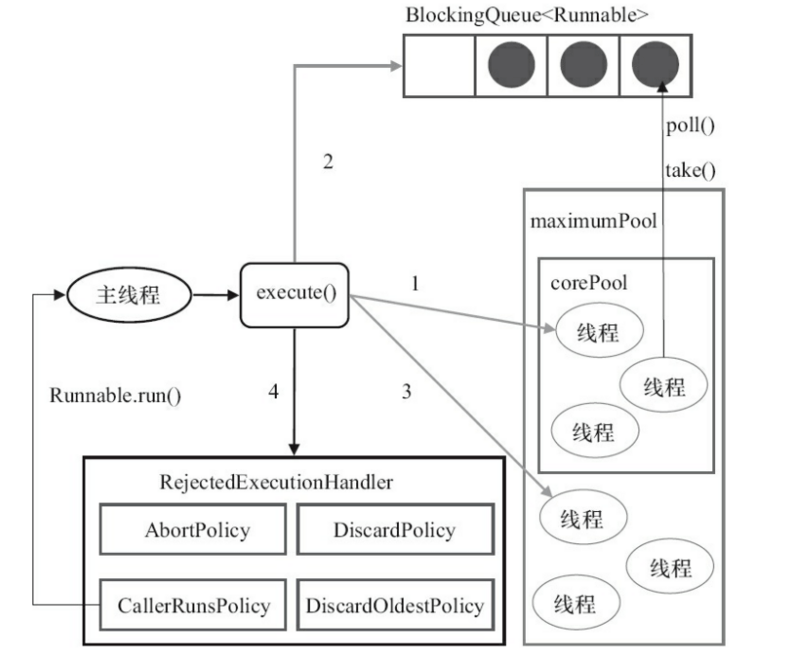 BlockingQueue<Runnable>
poll()
2
take()
maximumPool
corePool
1
主线程
execute()
线程
线程
Runnable.run()
4
3
线程
RejectedExecutionHandler
线程
AbortPolicy
DiscardPolicy
线程
CallerRunsPolicy
DiscardOldestPolicy
线程